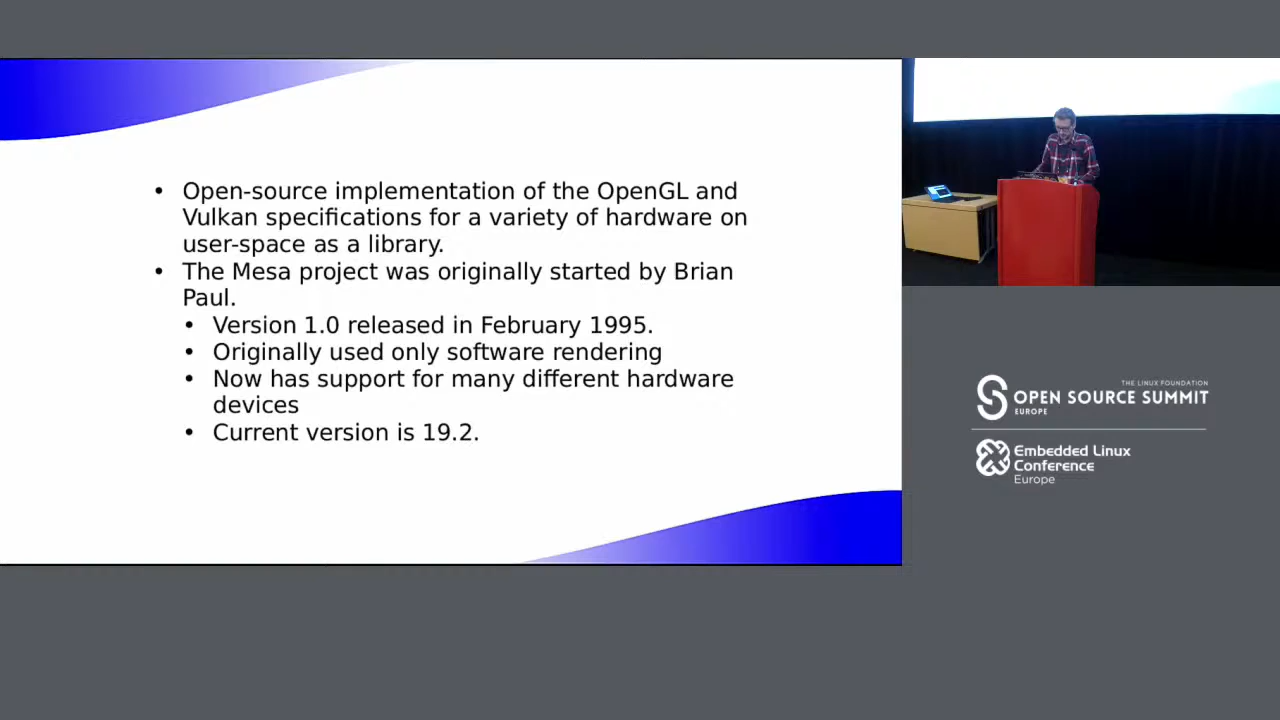 • Open-source implementation of the OpenGL and
Vulkan specifications for a variety of hardware on
user-space as a library.
• The Mesa project was originally started by Brian
Paul.
• Version 1.0 released in February 1995.
• Originally used only software rendering
• Now has support for many different hardware
devices
• Current version is 19.2.
THE LINUX FOUNDATION
OPEN SOURCE SUMMIT
EUROPE
Embedded Linux
Conference
Europe